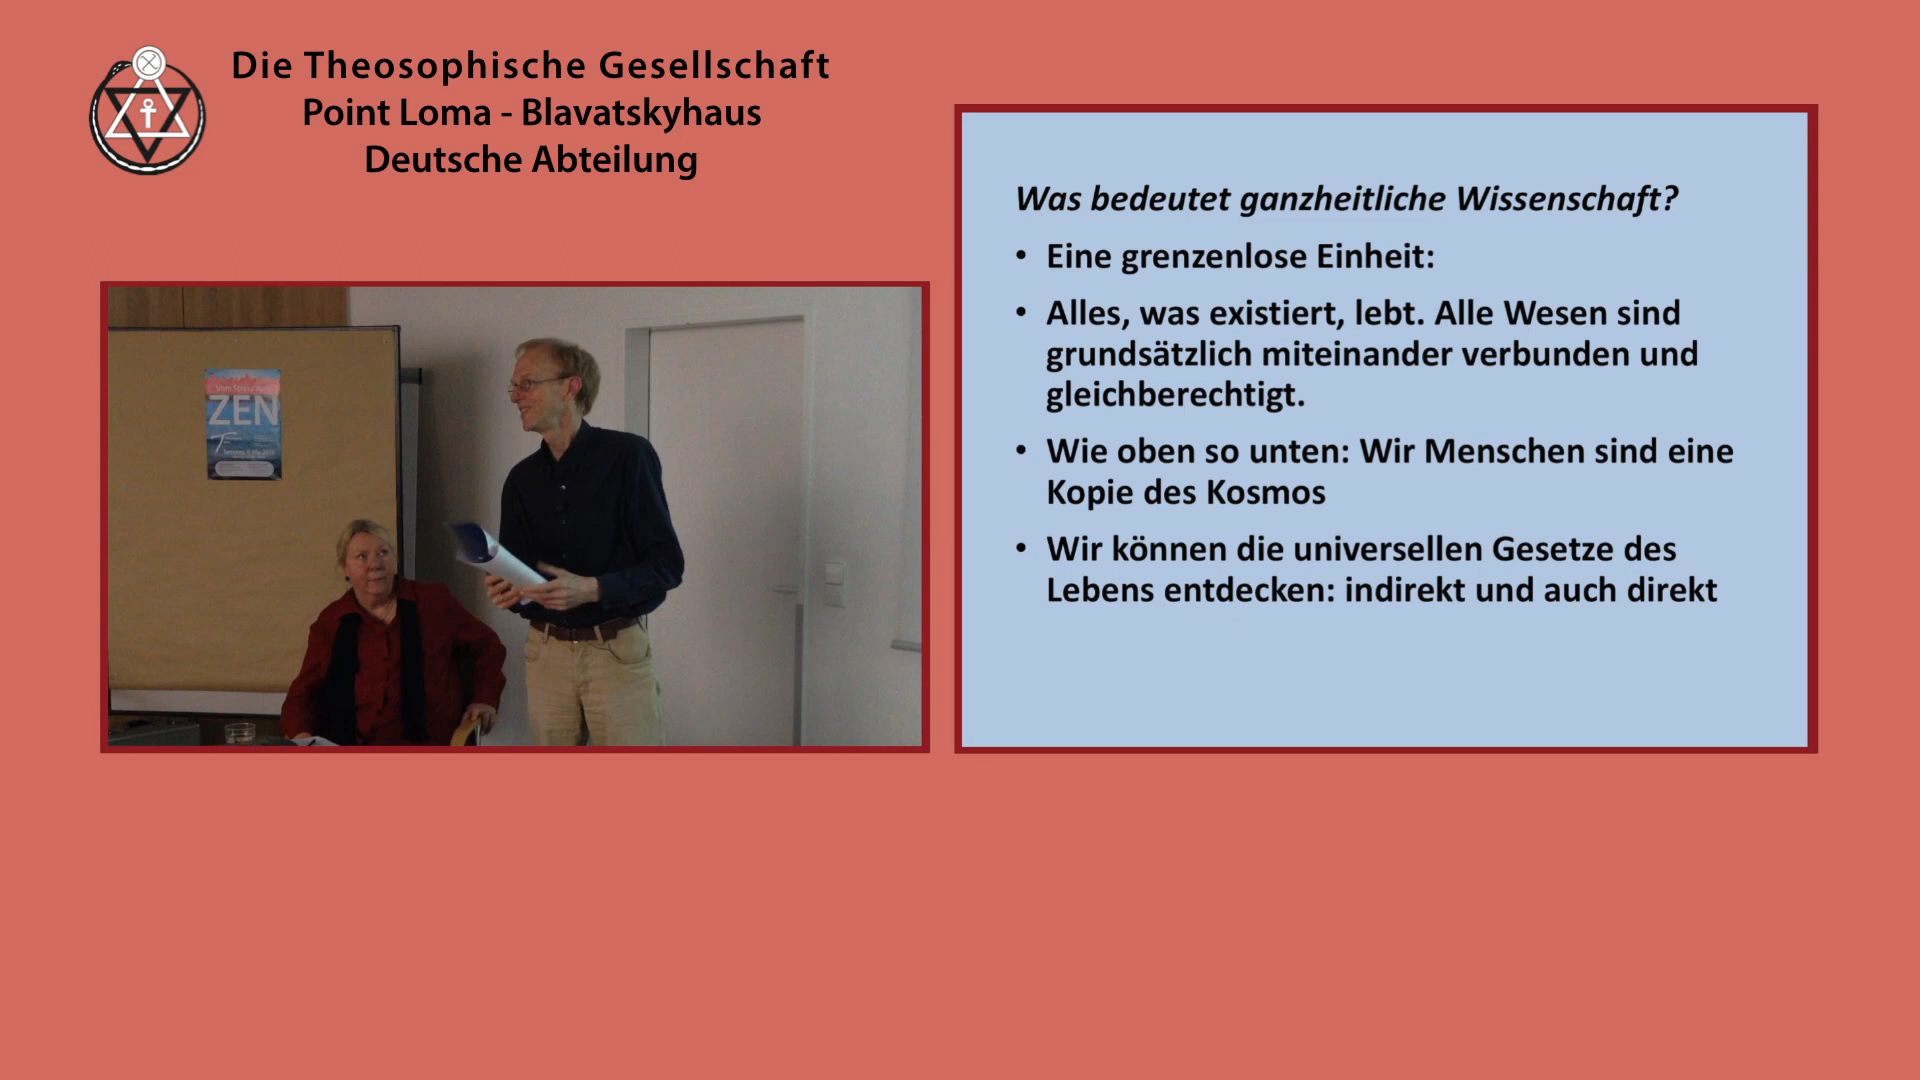 Die Theosophische Gesellschaft
Point Loma - Blavatskyhaus
Deutsche Abteilung
ZEN
Was bedeutet ganzheitliche Wissenschaft?
• Eine grenzenlose Einheit:
• Alles, was existiert, lebt. Alle Wesen sind
grundsätzlich miteinander verbunden und
gleichberechtigt.
• Wie oben so unten: Wir Menschen sind eine
Kopie des Kosmos
• Wir können die universellen Gesetze des
Lebens entdecken: indirekt und auch direkt